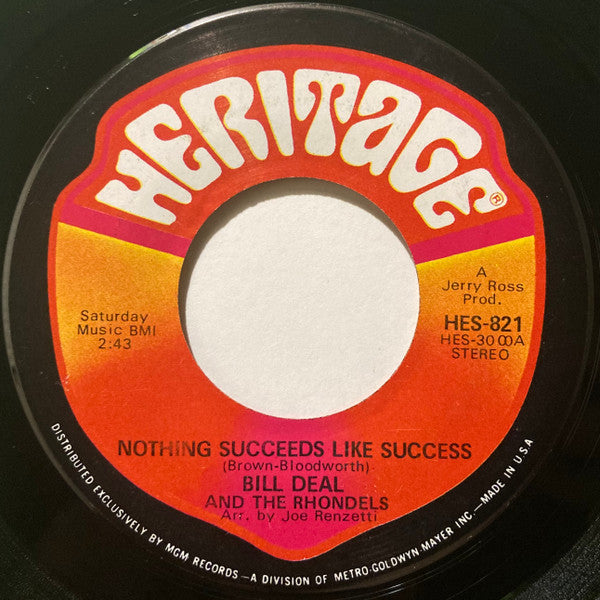 HERITAGE®
Saturday
Music BMI
2:43
A
Jerry Ross
Prod.
HES-821
STEREO
NOTHING SUCCEEDS LIKE SUCCESS
(Brown-Bloodworth)
BILL DEAL
AND THE RHONDELS
Arr. by Joe Renzetti
DISTRIBUTED EXCLUSIVELY BY MGM RECORDS—A DIVISION OF METRO-GOLDWYN-MAYER INC.—MADE IN U.S.A